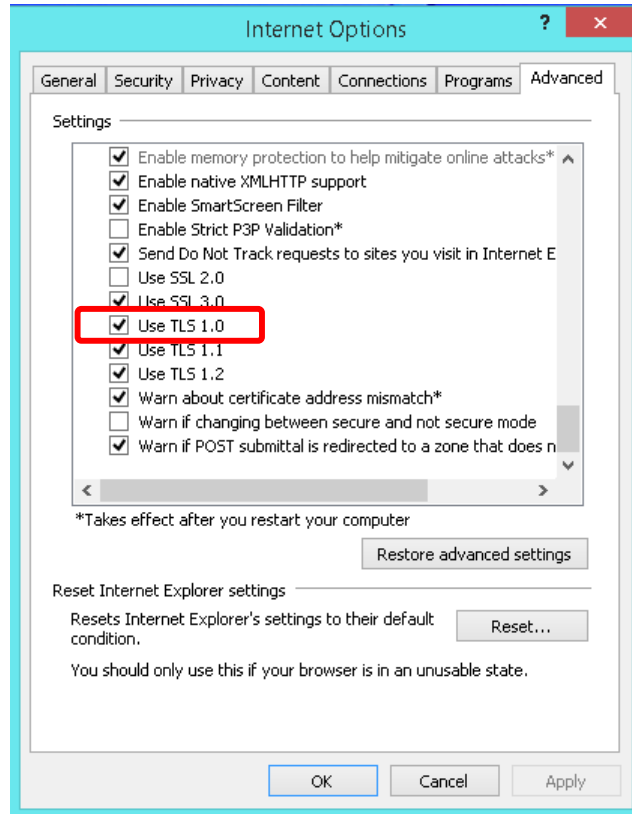 Internet Options
?
General Security Privacy Content Connections Programs Advanced
Settings
Enable memory protection to help mitigate online attacks*
Enable native XMLHTTP support
Enable SmartScreen Filter
Enable Strict P3P Validation*
Send Do Not Track requests to sites you visit in Internet E
Use SSL 2.0
Use SSL 3.0
Use TLS 1.0
Use TLS 1.1
Use TLS 1.2
Warn about certificate address mismatch*
Warn if changing between secure and not secure mode
Warn if POST submittal is redirected to a zone that does n
*Takes effect after you restart your computer
Restore advanced settings
Reset Internet Explorer settings
Resets Internet Explorer's settings to their default
condition.
Reset...
You should only use this if your browser is in an unusable state.
OK Cancel Apply